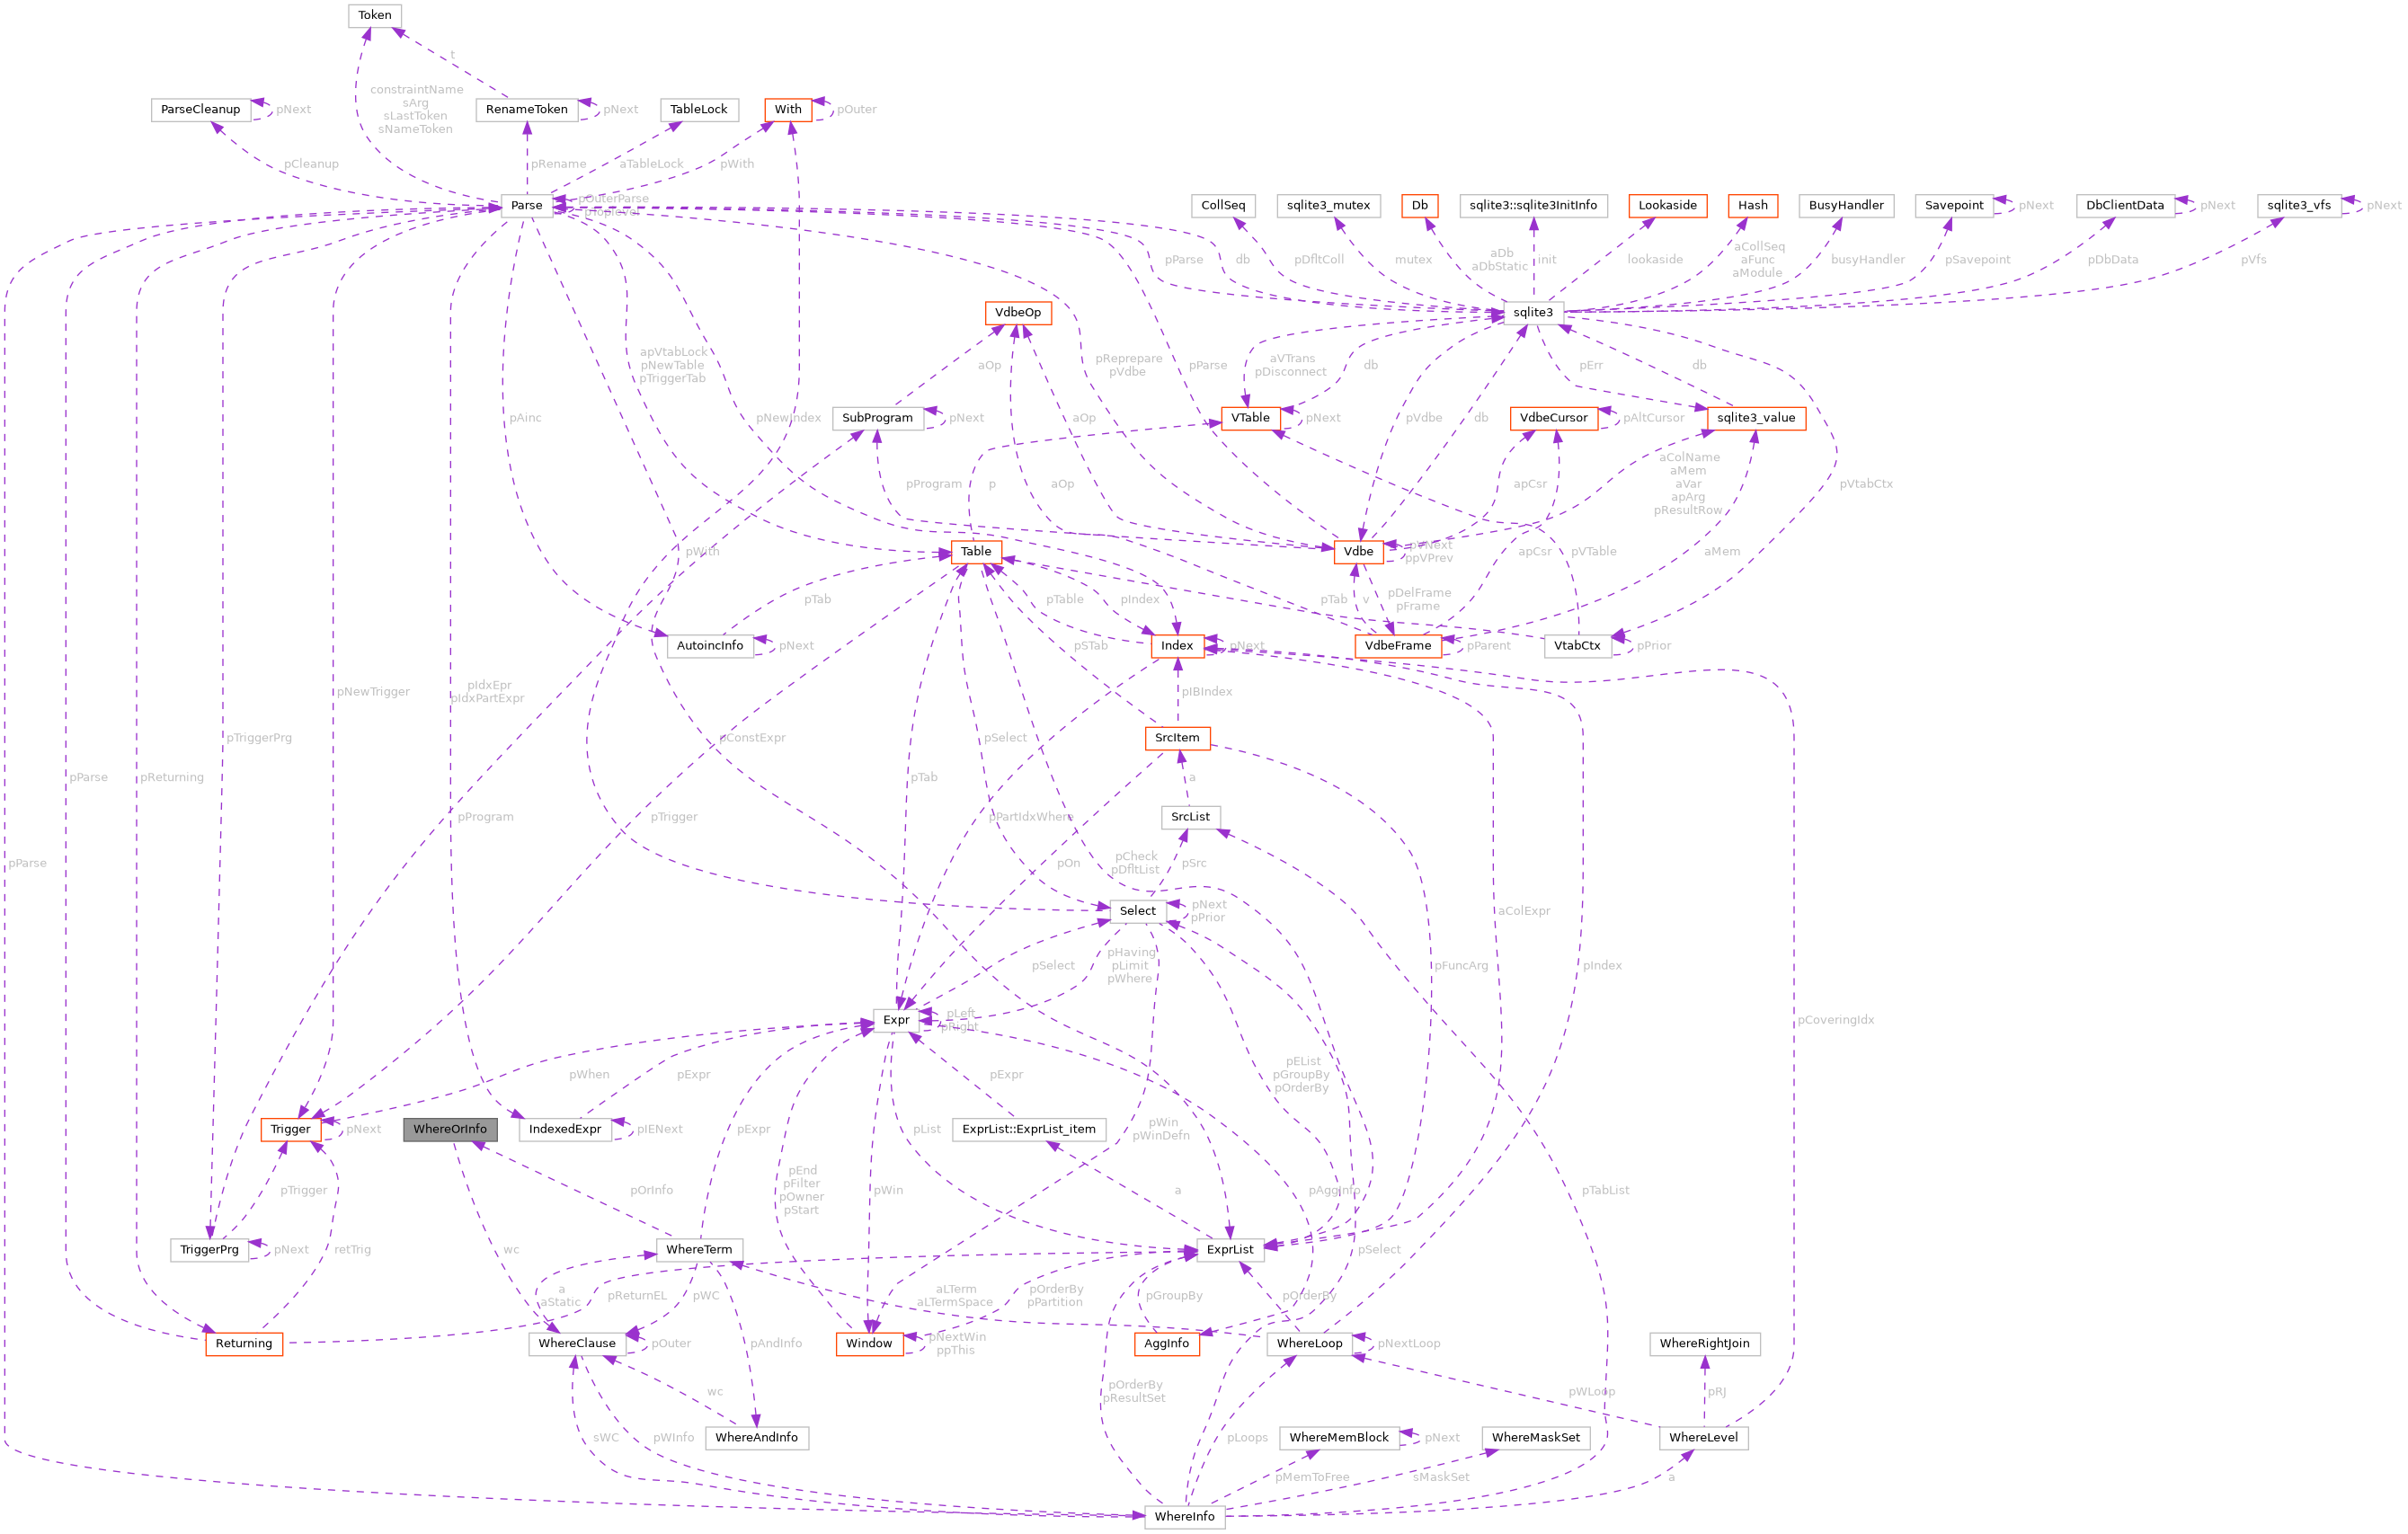 Token
t
constraintName
sArg
sLastToken
sNameToken
ParseCleanup
pNext
RenameToken
pNext
TableLock
With
pOuter
pCleanup
pRename
aTableLock
pWith
Parse
pOuterParse
pToplevel
CollSeq
sqlite3_mutex
Db
sqlite3::sqlite3InitInfo
Lookaside
Hash
BusyHandler
Savepoint
pNext
DbClientData
pNext
sqlite3_vfs
pNext
pParse
db
pDfltColl
mutex
aDb
aDbStatic
init
lookaside
aCollSeq
aFunc
aModule
busyHandler
pSavepoint
pDbData
pVfs
VdbeOp
sqlite3
apVtabLock
pNewTable
pTriggerTab
aOp
pReprepare
pVdbe
pParse
aVTrans
pDisconnect
db
pErr
db
pAinc
pNewIndex
SubProgram
pNext
aOp
VTable
pNext
pVdbe
db
VdbeCursor
pAltCursor
sqlite3_value
pProgram
aOp
p
apCsr
aColName
aMem
aVar
apArg
pResultRow
pVtabCtx
pWith
Table
Vdbe
pVNext
ppVPrev
apCsr
pVTable
aMem
pTab
pTable
pIndex
pTab
v
pDelFrame
pFrame
AutoincInfo
pNext
Index
pNext
VdbeFrame
pParent
VtabCtx
pPrior
pIdxEpr
pIdxPartExpr
pNewTrigger
pSTab
pIBIndex
pTriggerPrg
pConstExpr
pSelect
SrcItem
pParse
pReturning
pTab
a
pFuncArg
pIndex
pProgram
pTrigger
pPartIdxWhere
SrcList
pParse
pCheck
pDfltList
pOn
pSrc
Select
pNext
pPrior
aColExpr
pSelect
pHaving
pLimit
pWhere
Expr
pLeft
pRight
pCoveringIdx
pWhen
pExpr
pExpr
pEList
pGroupBy
pOrderBy
Trigger
pNext
WhereOrInfo
IndexedExpr
pIENext
pExpr
pList
ExprList::ExprList_item
pWin
pWinDefn
pTrigger
pOrInfo
pEnd
pFilter
pOwner
pStart
pWin
a
pAggInfo
pTabList
TriggerPrg
pNext
retTrig
wc
WhereTerm
ExprList
pSelect
a
aStatic
pReturnEL
pWC
aLTerm
aLTermSpace
pOrderBy
pPartition
pGroupBy
pOrderBy
Returning
WhereClause
pOuter
pAndInfo
Window
pNextWin
ppThis
AggInfo
WhereLoop
pNextLoop
WhereRightJoin
wc
pOrderBy
pResultSet
pWLoop
pRJ
sWC
pWInfo
WhereAndInfo
pLoops
WhereMemBlock
pNext
WhereMaskSet
WhereLevel
pMemToFree
sMaskSet
a
WhereInfo